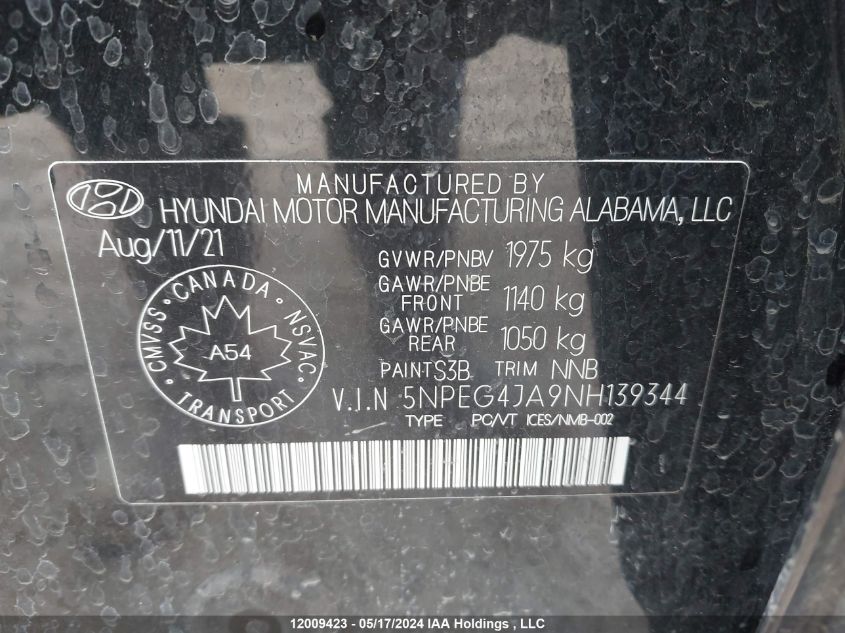 MANUFACTURED BY
HYUNDAI MOTOR MANUFACTURING ALABAMA, LLC
Aug/11/21
GVWR/PNBV 1975 kg
GAWR/PNBE FRONT 1140 kg
GAWR/PNBE REAR 1050 kg
PAINT S3B TRIM NNB
V.I.N 5NPEG4JA9NH139344
TYPE PC/VT ICES/NMB-002
CMVSS · CANADA · NSVAC ·
TRANSPORT
A54
12009423 - 05/17/2024 IAA Holdings , LLC